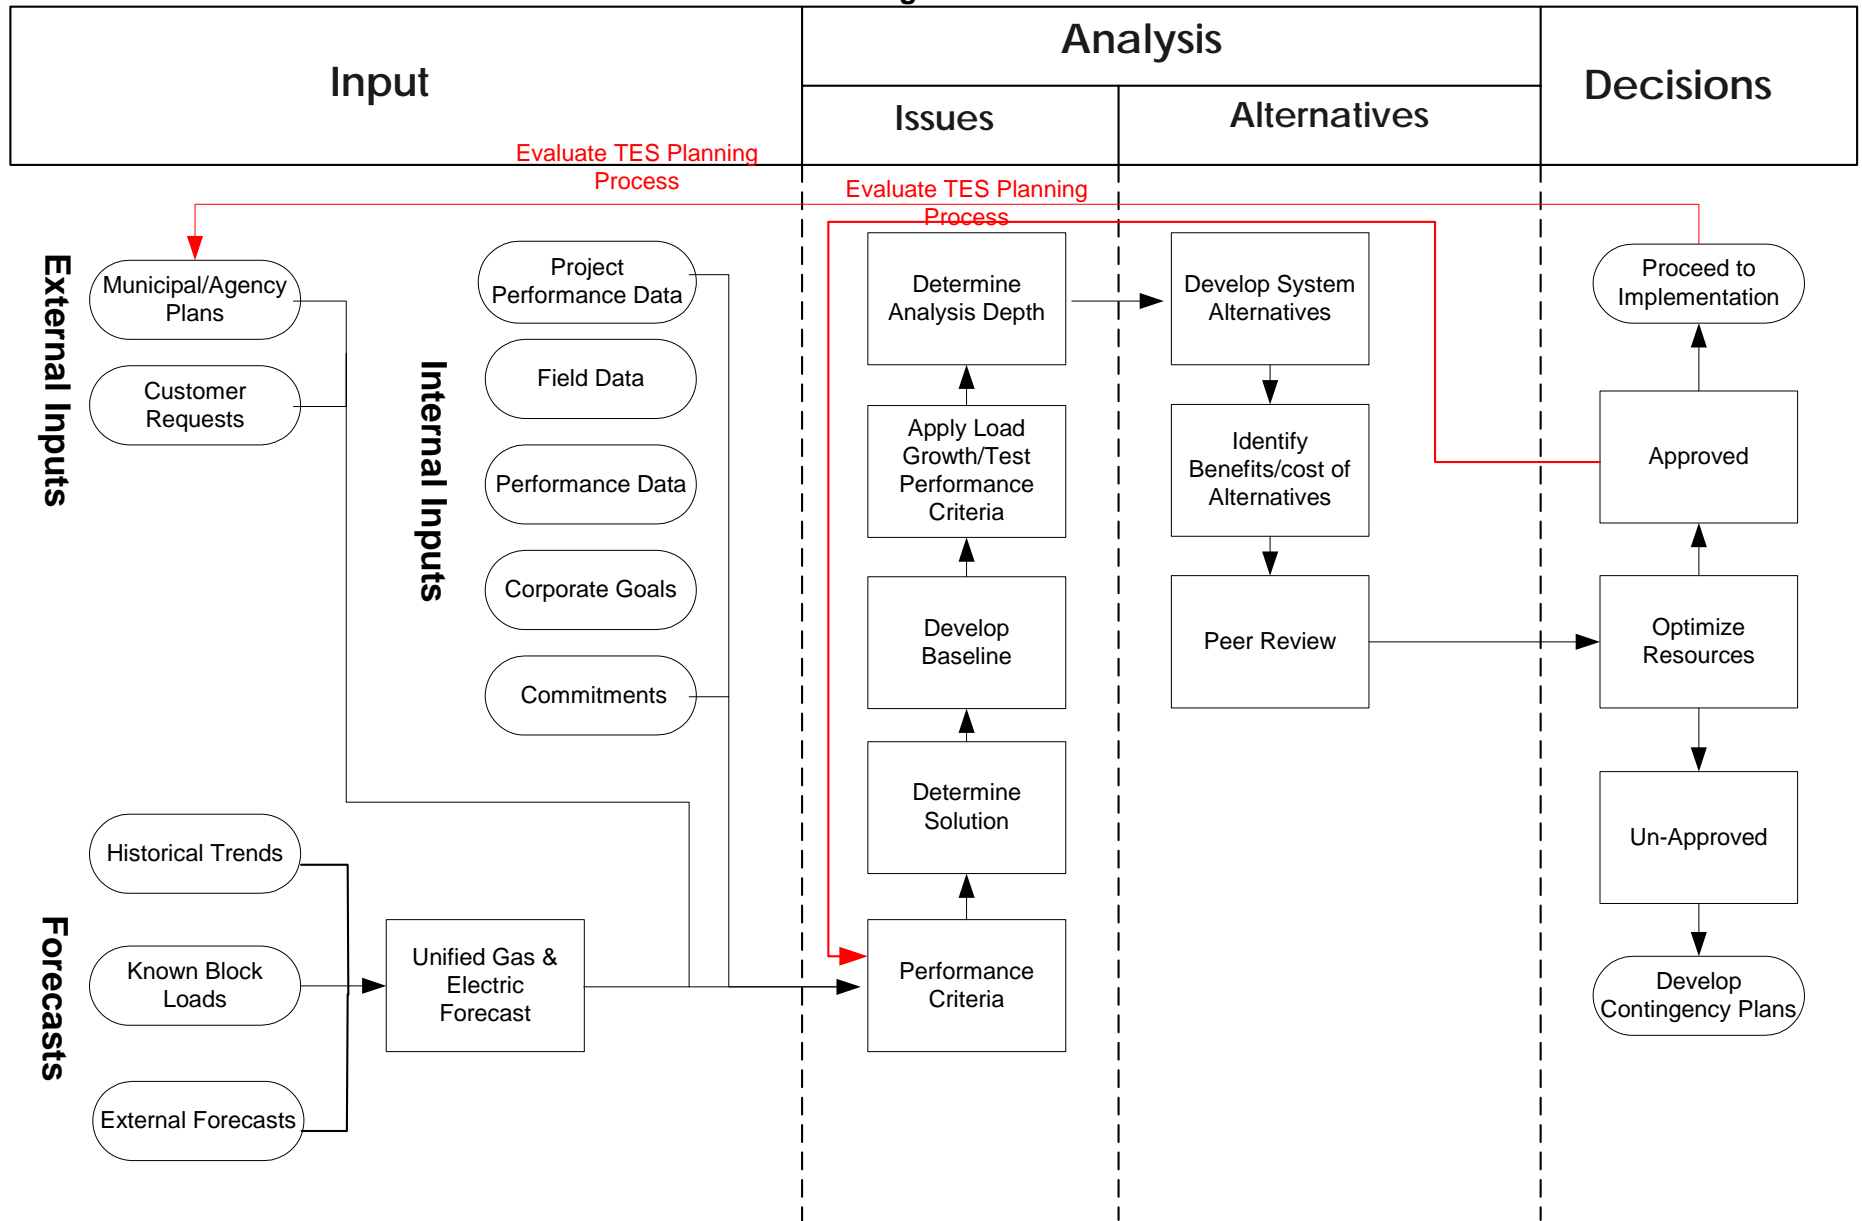 Input
Analysis
Issues
Alternatives
Decisions
Evaluate TES Planning
Process
Evaluate TES Planning
Process
External Inputs
Municipal/Agency
Plans
Customer
Requests
Internal Inputs
Project
Performance Data
Field Data
Performance Data
Corporate Goals
Commitments
Forecasts
Historical Trends
Known Block
Loads
External Forecasts
Unified Gas &
Electric
Forecast
Determine
Analysis Depth
Apply Load
Growth/Test
Performance
Criteria
Develop
Baseline
Determine
Solution
Performance
Criteria
Develop System
Alternatives
Identify
Benefits/cost of
Alternatives
Peer Review
Proceed to
Implementation
Approved
Optimize
Resources
Un-Approved
Develop
Contingency Plans